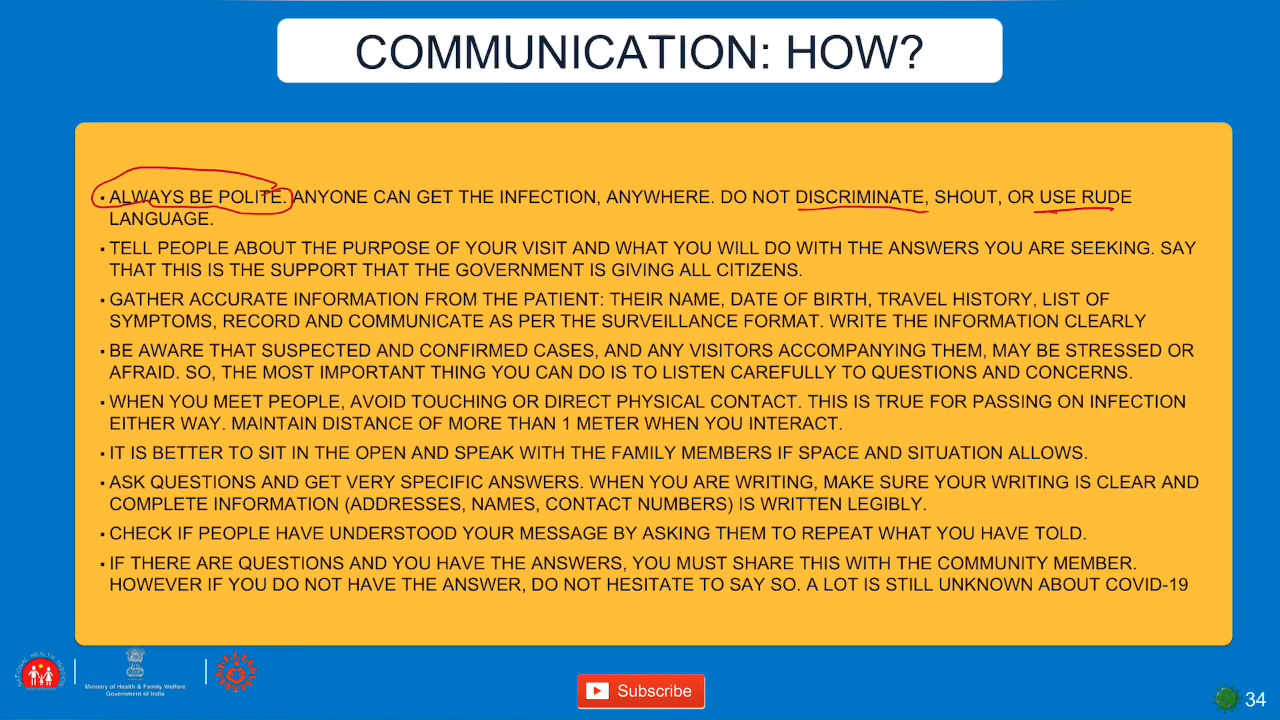 COMMUNICATION: HOW?
▪ ALWAYS BE POLITE. ANYONE CAN GET THE INFECTION, ANYWHERE. DO NOT DISCRIMINATE, SHOUT, OR USE RUDE
LANGUAGE.
▪ TELL PEOPLE ABOUT THE PURPOSE OF YOUR VISIT AND WHAT YOU WILL DO WITH THE ANSWERS YOU ARE SEEKING. SAY
THAT THIS IS THE SUPPORT THAT THE GOVERNMENT IS GIVING ALL CITIZENS.
▪ GATHER ACCURATE INFORMATION FROM THE PATIENT: THEIR NAME, DATE OF BIRTH, TRAVEL HISTORY, LIST OF
SYMPTOMS, RECORD AND COMMUNICATE AS PER THE SURVEILLANCE FORMAT. WRITE THE INFORMATION CLEARLY
▪ BE AWARE THAT SUSPECTED AND CONFIRMED CASES, AND ANY VISITORS ACCOMPANYING THEM, MAY BE STRESSED OR
AFRAID. SO, THE MOST IMPORTANT THING YOU CAN DO IS TO LISTEN CAREFULLY TO QUESTIONS AND CONCERNS.
▪ WHEN YOU MEET PEOPLE, AVOID TOUCHING OR DIRECT PHYSICAL CONTACT. THIS IS TRUE FOR PASSING ON INFECTION
EITHER WAY. MAINTAIN DISTANCE OF MORE THAN 1 METER WHEN YOU INTERACT.
▪ IT IS BETTER TO SIT IN THE OPEN AND SPEAK WITH THE FAMILY MEMBERS IF SPACE AND SITUATION ALLOWS.
▪ ASK QUESTIONS AND GET VERY SPECIFIC ANSWERS. WHEN YOU ARE WRITING, MAKE SURE YOUR WRITING IS CLEAR AND
COMPLETE INFORMATION (ADDRESSES, NAMES, CONTACT NUMBERS) IS WRITTEN LEGIBLY.
▪ CHECK IF PEOPLE HAVE UNDERSTOOD YOUR MESSAGE BY ASKING THEM TO REPEAT WHAT YOU HAVE TOLD.
▪ IF THERE ARE QUESTIONS AND YOU HAVE THE ANSWERS, YOU MUST SHARE THIS WITH THE COMMUNITY MEMBER.
HOWEVER IF YOU DO NOT HAVE THE ANSWER, DO NOT HESITATE TO SAY SO. A LOT IS STILL UNKNOWN ABOUT COVID-19
NATIONAL HEALTH MISSION
Ministry of Health & Family Welfare
Government of India
Subscribe
34